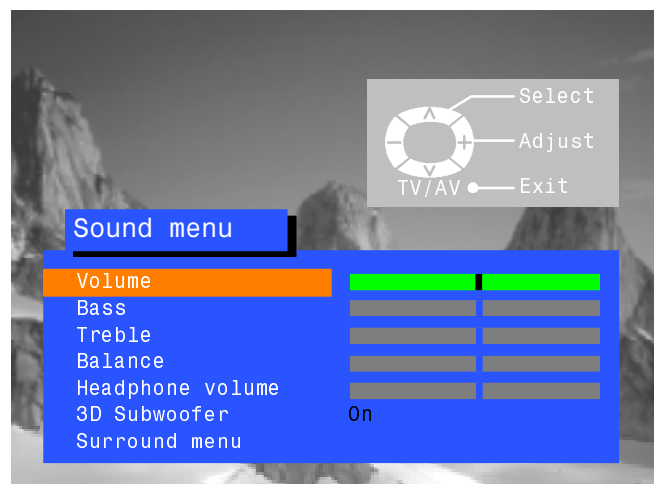 Select
Adjust
TV/AV
Exit
Sound menu
Volume
Bass
Treble
Balance
Headphone volume
3D Subwoofer On
Surround menu